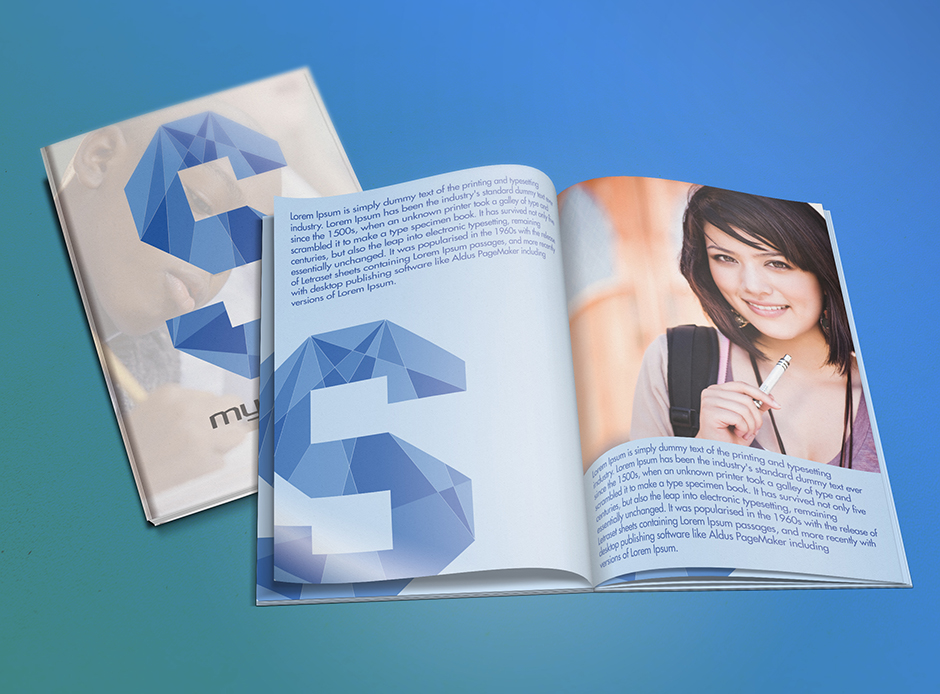 my
Lorem Ipsum is simply dummy text of the printing and typesetting
industry. Lorem Ipsum has been the industry's standard dummy text ever
since the 1500s, when an unknown printer took a galley of type and
scrambled it to make a type specimen book. It has survived not only five
centuries, but also the leap into electronic typesetting, remaining
essentially unchanged. It was popularised in the 1960s with the release
of Letraset sheets containing Lorem Ipsum passages, and more recently
with desktop publishing software like Aldus PageMaker including
versions of Lorem Ipsum.
S
Lorem Ipsum is simply dummy text of the printing and typesetting
industry. Lorem Ipsum has been the industry's standard dummy text ever
since the 1500s, when an unknown printer took a galley of type and
scrambled it to make a type specimen book. It has survived not only five
centuries, but also the leap into electronic typesetting, remaining
essentially unchanged. It was popularised in the 1960s with the release of
Letraset sheets containing Lorem Ipsum passages, and more recently with
desktop publishing software like Aldus PageMaker including
versions of Lorem Ipsum.